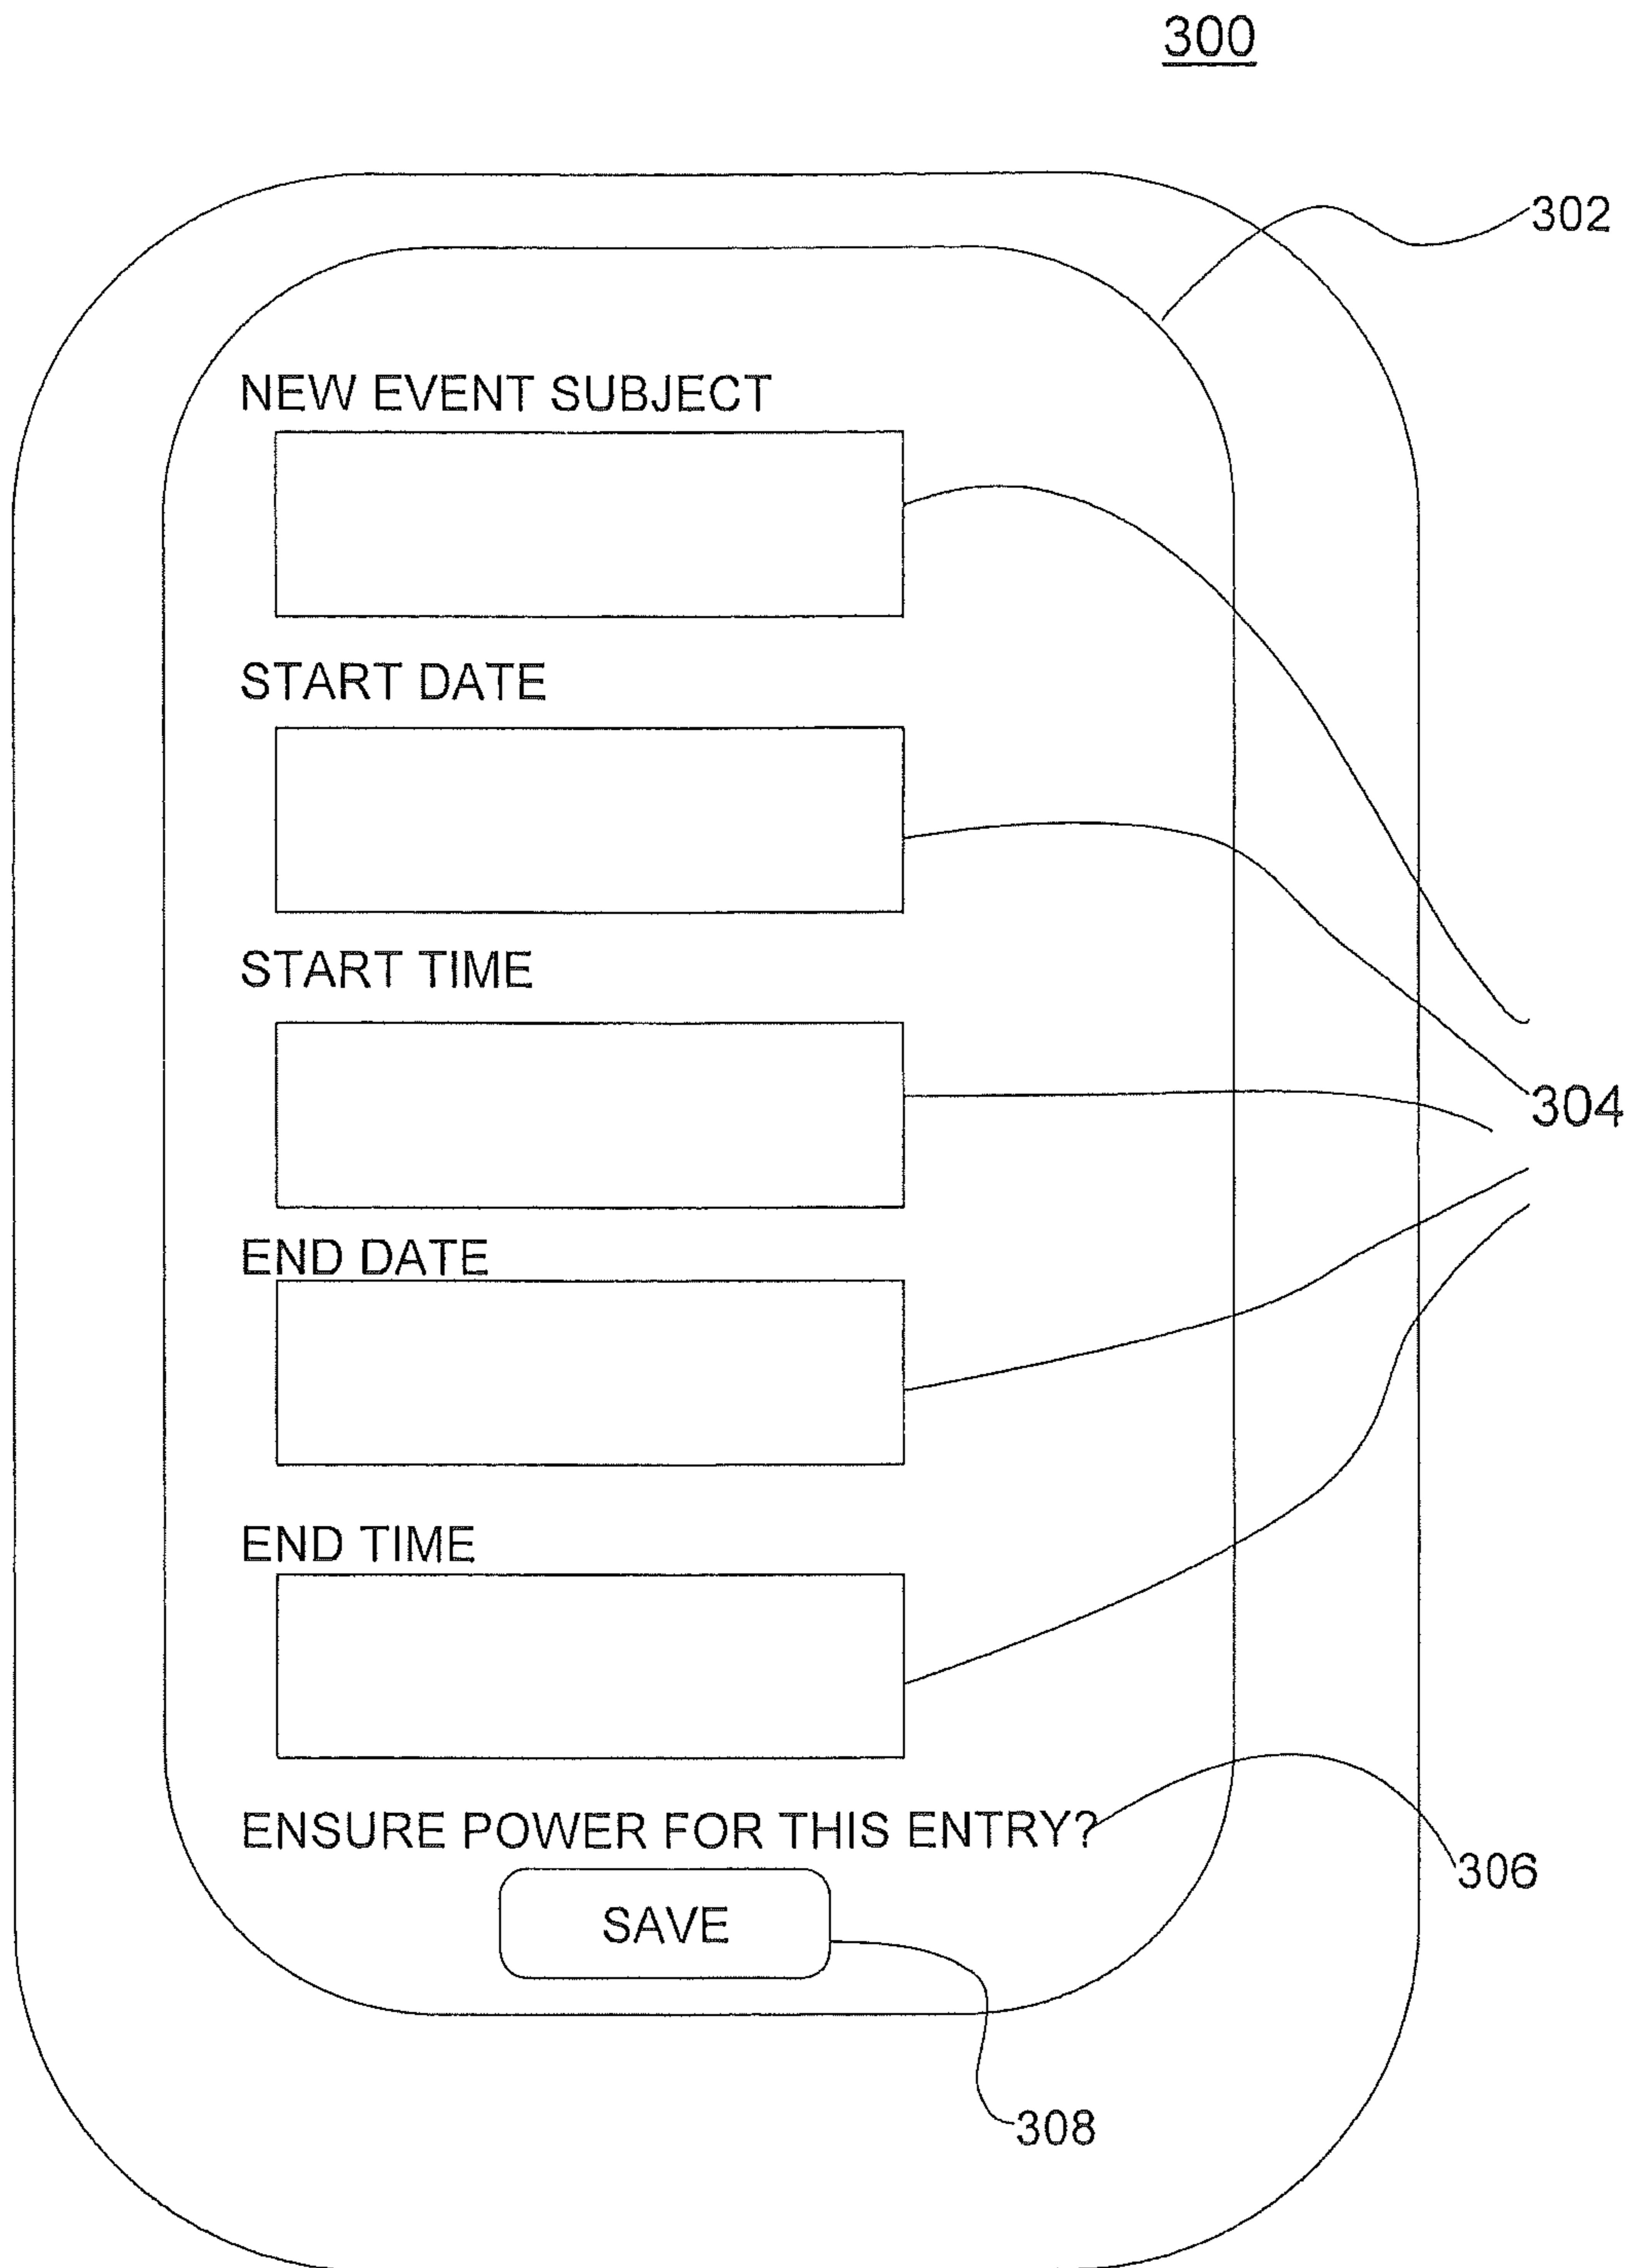 300
302
NEW EVENT SUBJECT
START DATE
START TIME
304
END DATE
END TIME
ENSURE POWER FOR THIS ENTRY?
306
SAVE
308